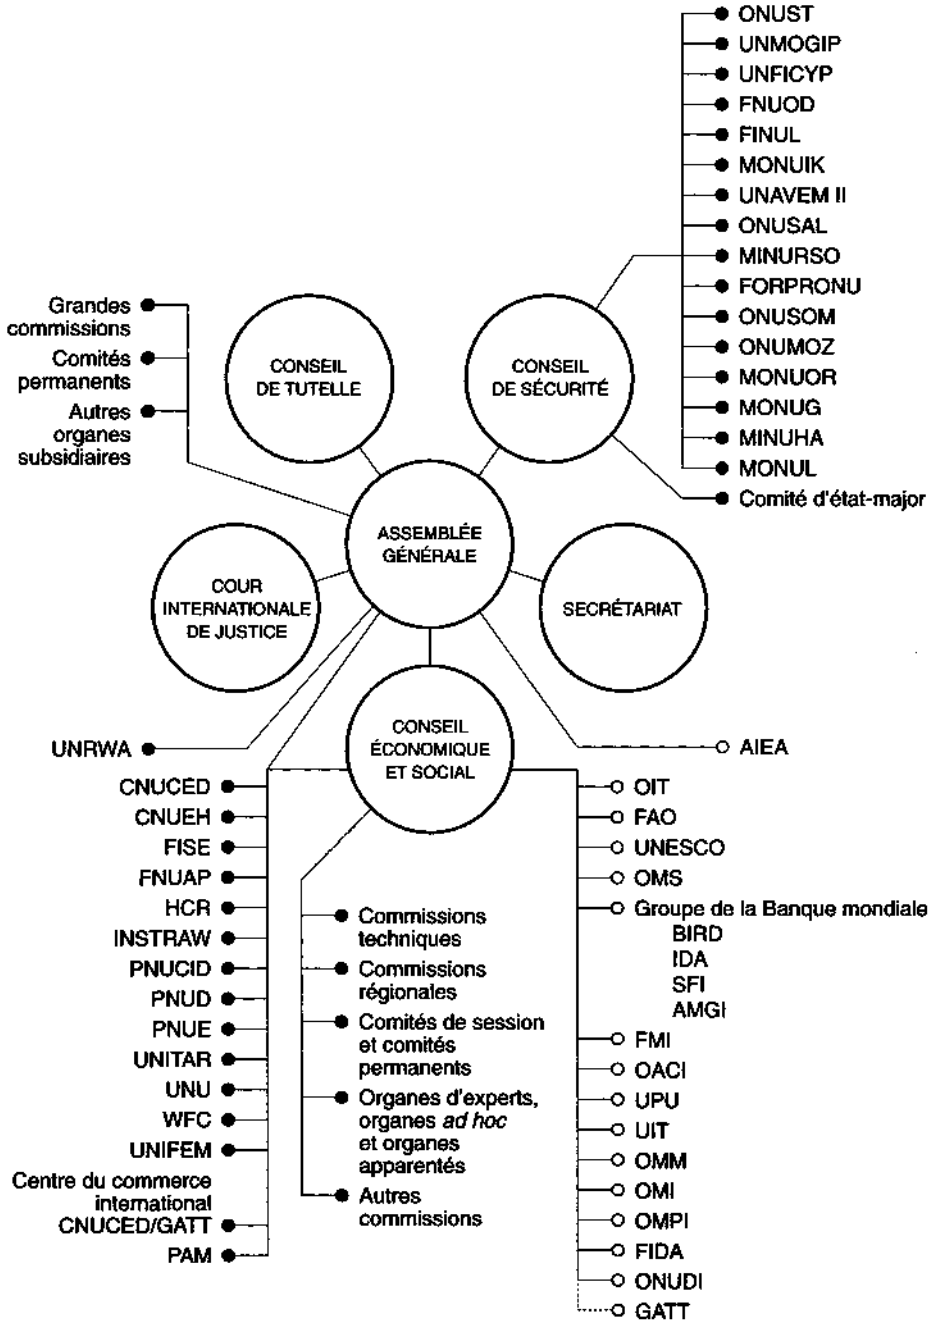 ONUST
UNMOGIP
UNFICYP
FNUOD
FINUL
MONUIK
UNAVEM II
ONUSAL
MINURSO
FORPRONU
ONUSOM
ONUMOZ
MONUOR
MONUG
MINUHA
MONUL
Comité d'état-major
Grandes
commissions
Comités
permanents
Autres
organes
subsidiaires
CONSEIL
DE TUTELLE
CONSEIL
DE SÉCURITÉ
ASSEMBLÉE
GÉNÉRALE
COUR
INTERNATIONALE
DE JUSTICE
SECRÉTARIAT
CONSEIL
ÉCONOMIQUE
ET SOCIAL
UNRWA
AIEA
CNUCED
CNUEH
FISE
FNUAP
HCR
INSTRAW
PNUCID
PNUD
PNUE
UNITAR
UNU
WFC
UNIFEM
Centre du commerce
international
CNUCED/GATT
PAM
Commissions
techniques
Commissions
régionales
Comités de session
et comités
permanents
Organes d'experts,
organes ad hoc
et organes
apparentés
Autres
commissions
OIT
FAO
UNESCO
OMS
Groupe de la Banque mondiale
BIRD
IDA
SFI
AMGI
FMI
OACI
UPU
UIT
OMM
OMI
OMPI
FIDA
ONUDI
GATT